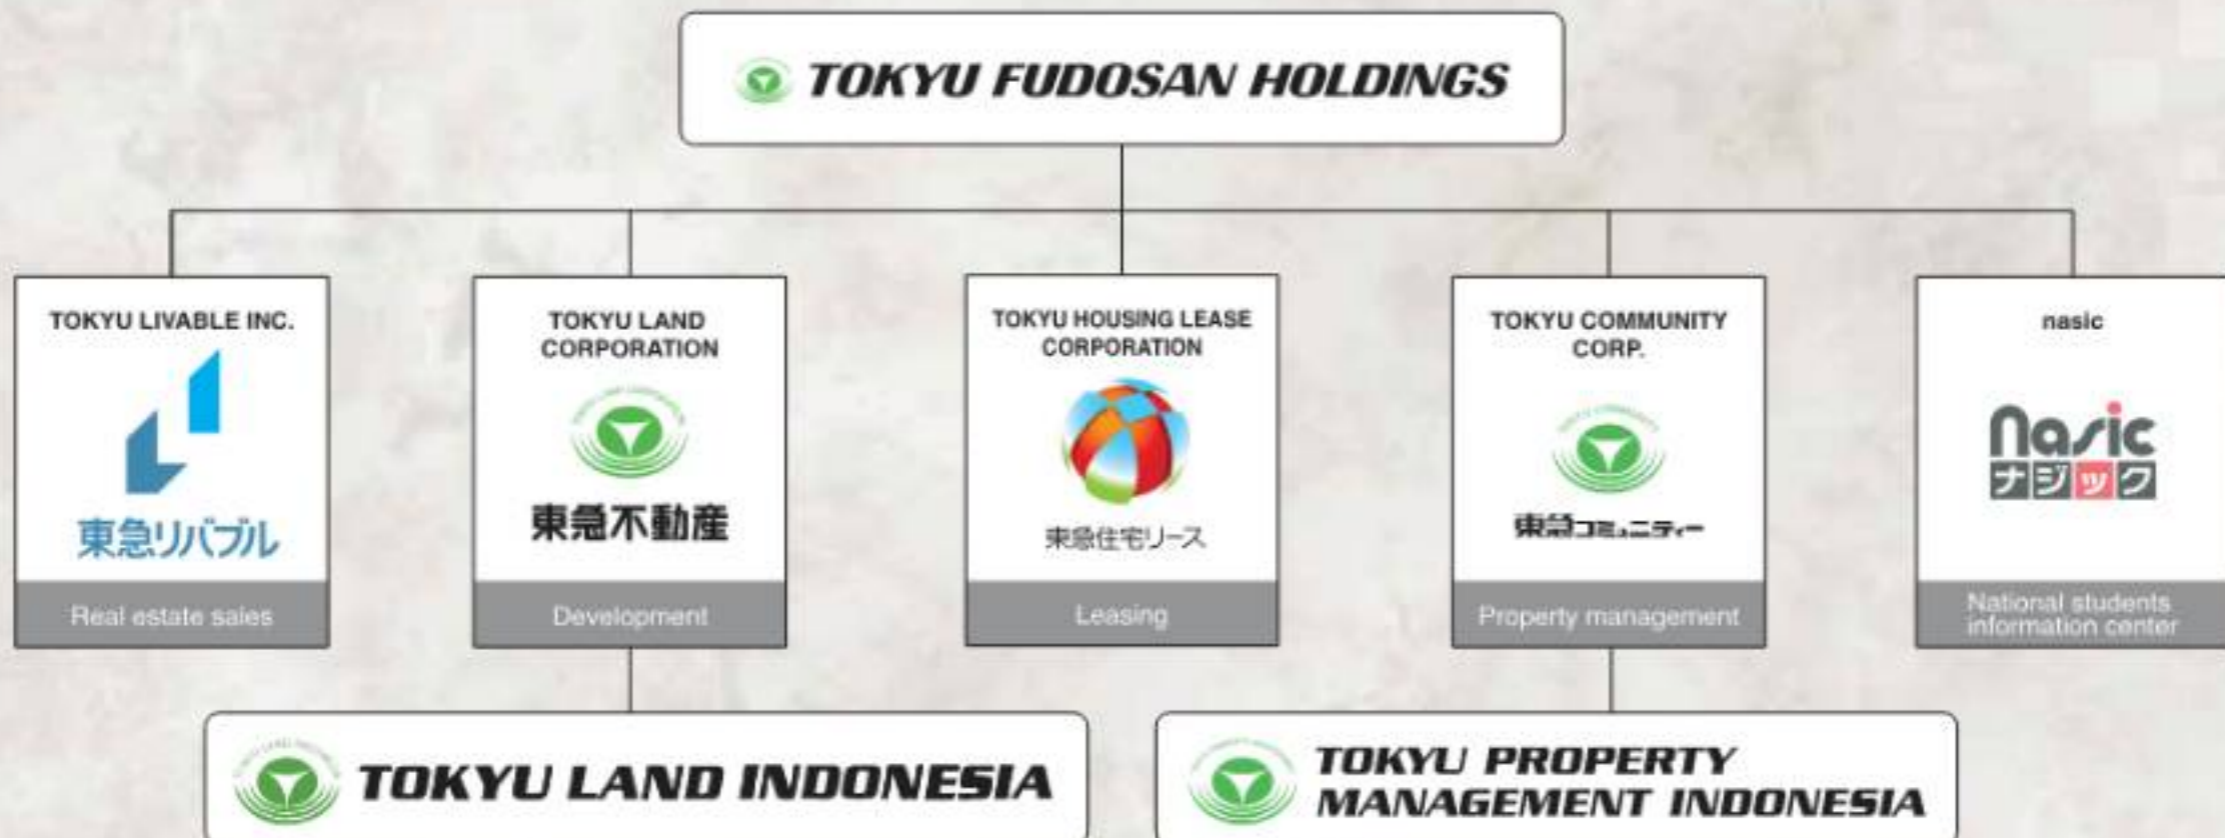 TOKYU FUDOSAN HOLDINGS
TOKYU LIVABLE INC.
東急リバブル
Real estate sales
TOKYU LAND
CORPORATION
東急不動産
Development
TOKYU HOUSING LEASE
CORPORATION
東急住宅リース
Leasing
TOKYU COMMUNITY
CORP.
東急コミュニティー
Property management
nasic
nasic
ナジック
National students
information center
TOKYU LAND INDONESIA
TOKYU PROPERTY
MANAGEMENT INDONESIA